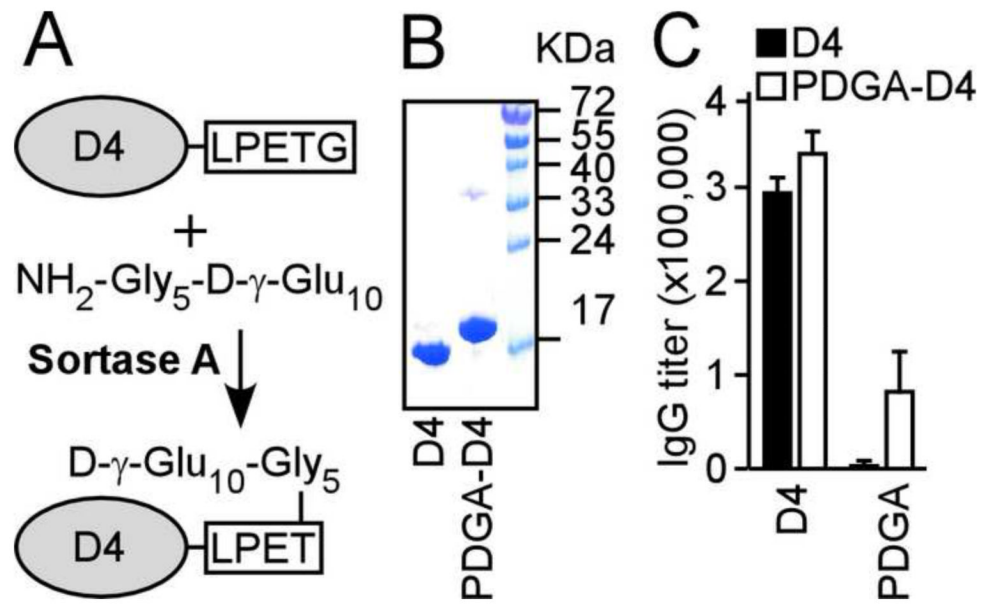 A
D4
LPETG
+
NH2-Gly5-D-γ-Glu10
Sortase A
D-γ-Glu10-Gly5
D4
LPET
B
KDa
72
55
40
33
24
17
D4
PDGA-D4
C
D4
PDGA-D4
IgG titer (x100,000)
4
3
2
1
0
D4
PDGA